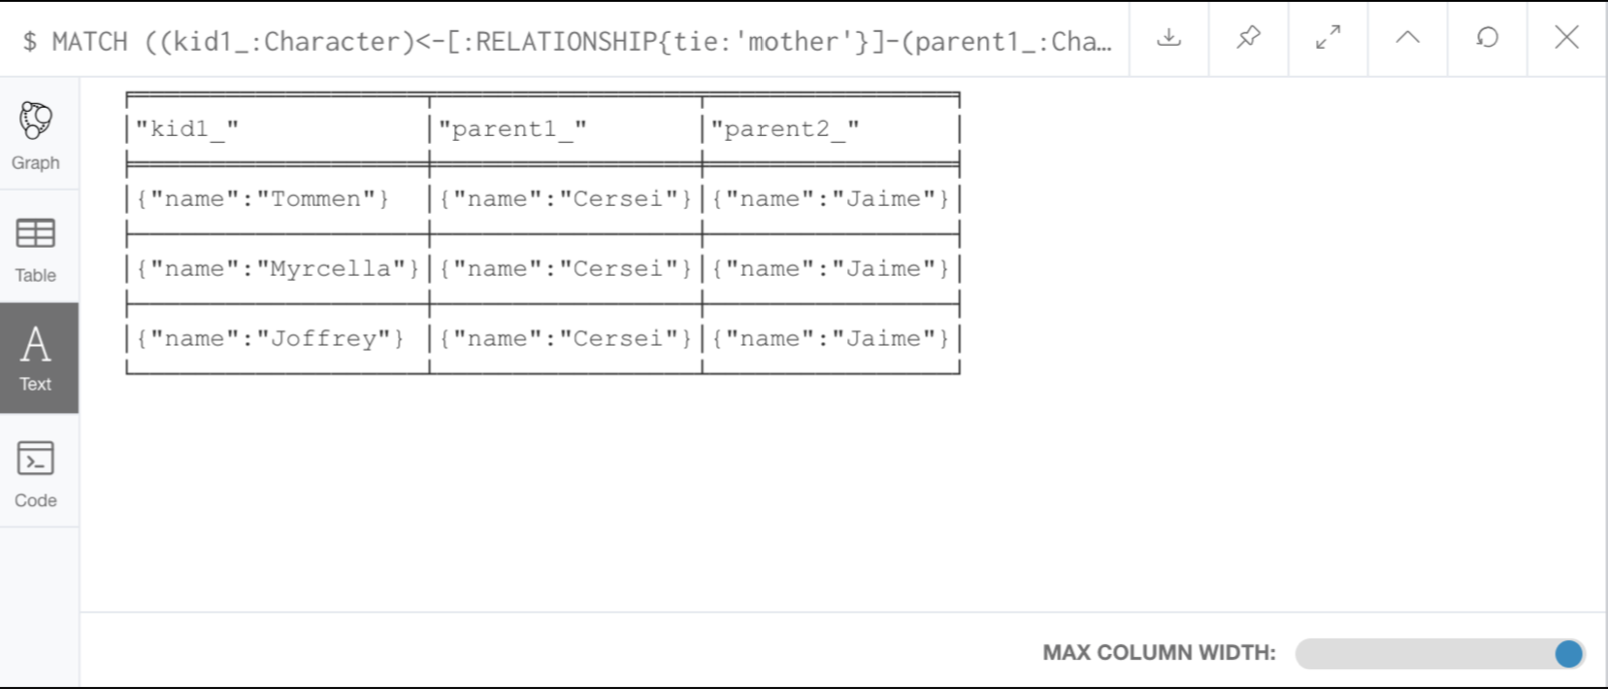 $ MATCH ((kid1_:Character)<-[:RELATIONSHIP{tie:'mother'}]-(parent1_:Cha…
Graph
Table
Text
Code
"kid1_" "parent1_" "parent2_"
{"name":"Tommen"} {"name":"Cersei"} {"name":"Jaime"}
{"name":"Myrcella"} {"name":"Cersei"} {"name":"Jaime"}
{"name":"Joffrey"} {"name":"Cersei"} {"name":"Jaime"}
MAX COLUMN WIDTH: